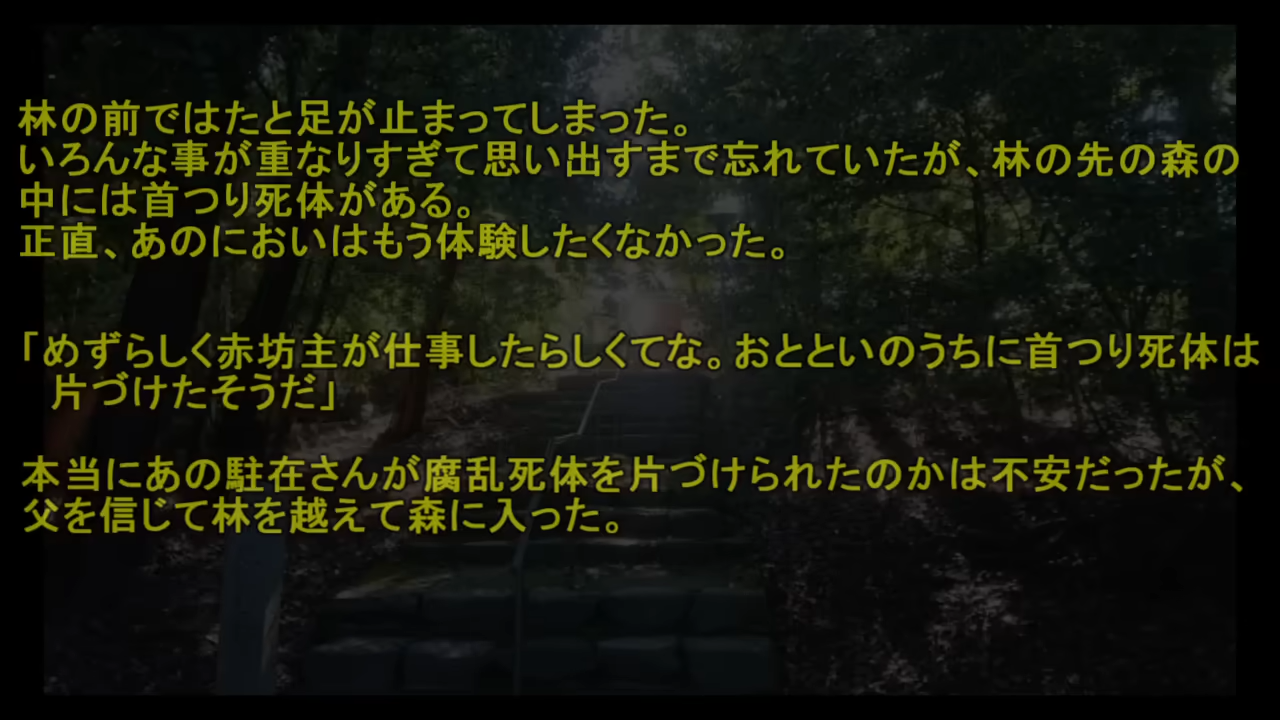 林の前ではたと足が止まってしまった。
いろんな事が重なりすぎて思い出すまで忘れていたが、林の先の森の
中には首つり死体がある。
正直、あのにおいはもう体験したくなかった。
「めずらしく赤坊主が仕事したらしくてな。おとといのうちに首つり死体は
片づけたそうだ」
本当にあの駐在さんが腐乱死体を片づけられたのかは不安だったが、
父を信じて林を越えて森に入った。